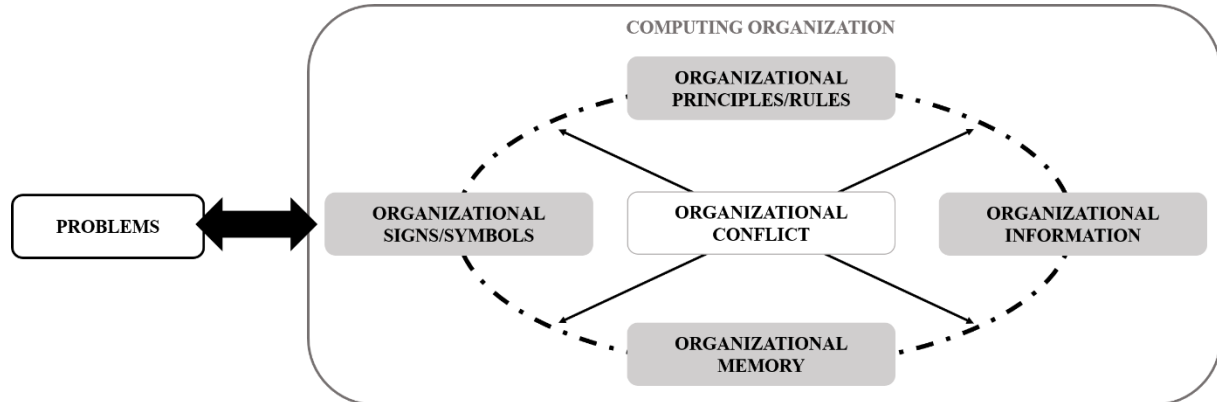 COMPUTING ORGANIZATION
ORGANIZATIONAL
PRINCIPLES/RULES
PROBLEMS
ORGANIZATIONAL
SIGNS/SYMBOLS
ORGANIZATIONAL
CONFLICT
ORGANIZATIONAL
INFORMATION
ORGANIZATIONAL
MEMORY